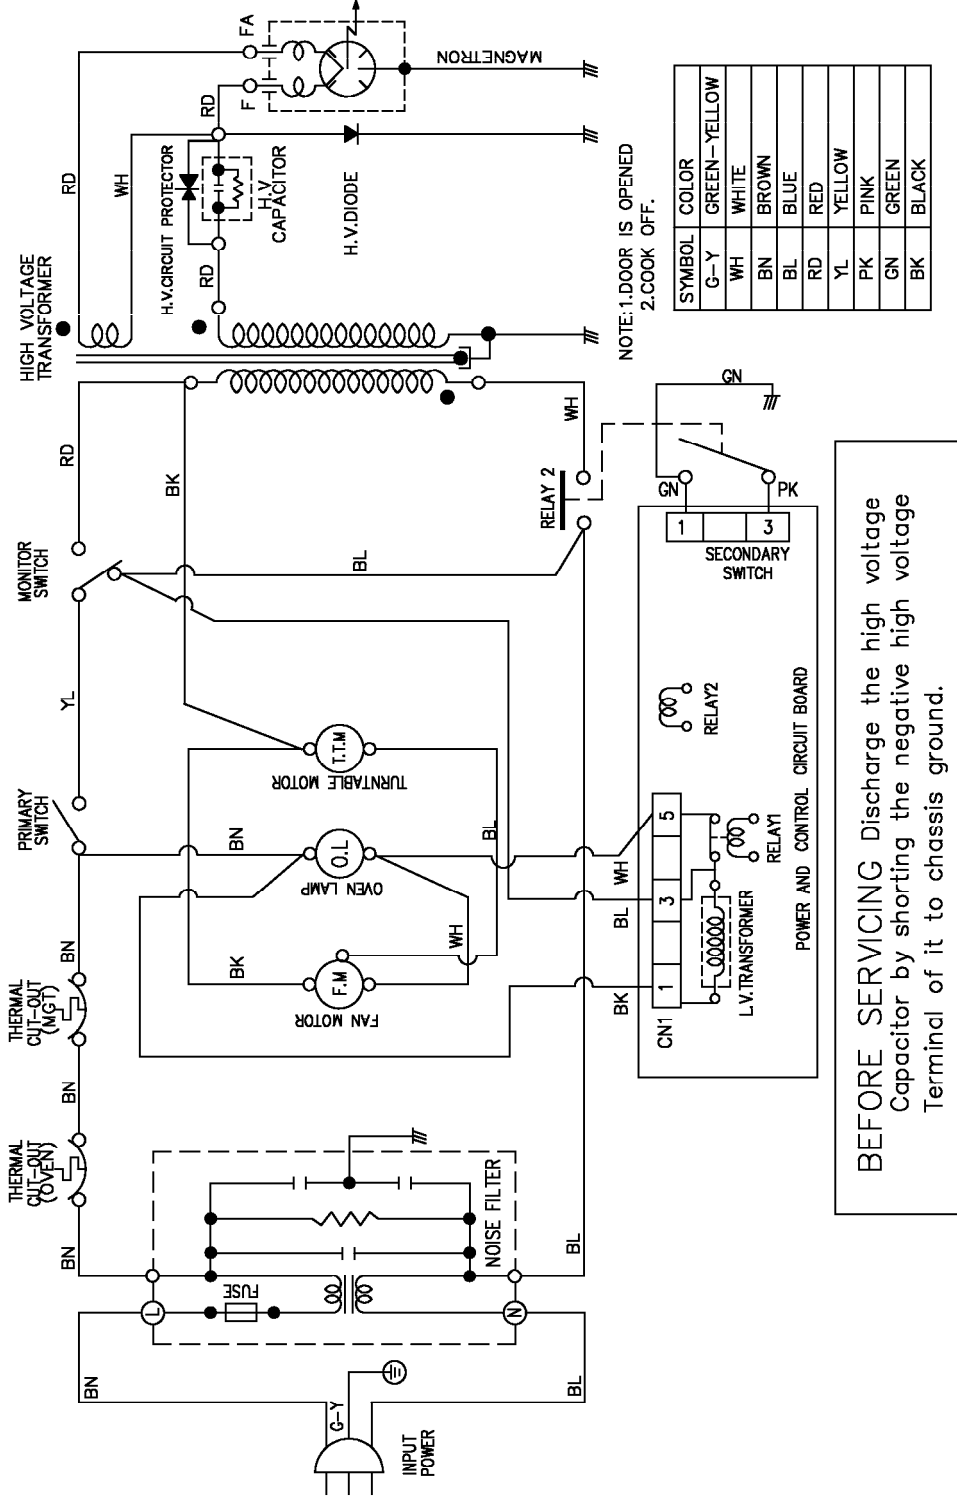 HIGH VOLTAGE
TRANSFORMER
RD
WH
FA
F
RD
H.V.CIRCUIT PROTECTOR
H.V.
CAPACITOR
RD
H.V.DIODE
MAGNETRON
NOTE:1.DOOR IS OPENED
2.COOK OFF.
SYMBOL COLOR
G-Y GREEN-YELLOW
WH WHITE
BN BROWN
BL BLUE
RD RED
YL YELLOW
PK PINK
GN GREEN
BK BLACK
RD
BK
WH
RELAY 2
BL
MONITOR
SWITCH
YL
PRIMARY
SWITCH
GN
GN
PK
1
3
SECONDARY
SWITCH
T.T.M
TURNTABLE MOTOR
BL
BN
O.L
OVEN LAMP
WH
BK
F.M
FAN MOTOR
BN
THERMAL
CUT-OUT
(MGT)
BN
THERMAL
CUT-OUT
(OVEN)
BN
WH
BL
BK
5
3
1
CN1
RELAY2
RELAY1
L.V.TRANSFORMER
POWER AND CONTROL CIRCUIT BOARD
NOISE FILTER
FUSE
L
N
BL
BN
G-Y
BL
INPUT
POWER
BEFORE SERVICING Discharge the high voltage
Capacitor by shorting the negative high voltage
Terminal of it to chassis ground.